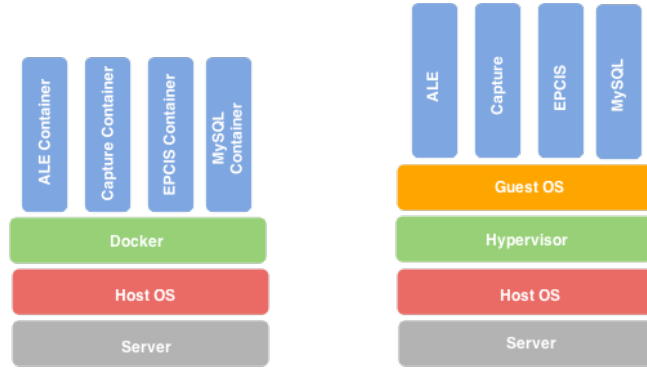 ALE Container
Capture Container
EPCIS Container
MySQL
Container
Docker
Host OS
Server
ALE
Capture
EPCIS
MySQL
Guest OS
Hypervisor
Host OS
Server